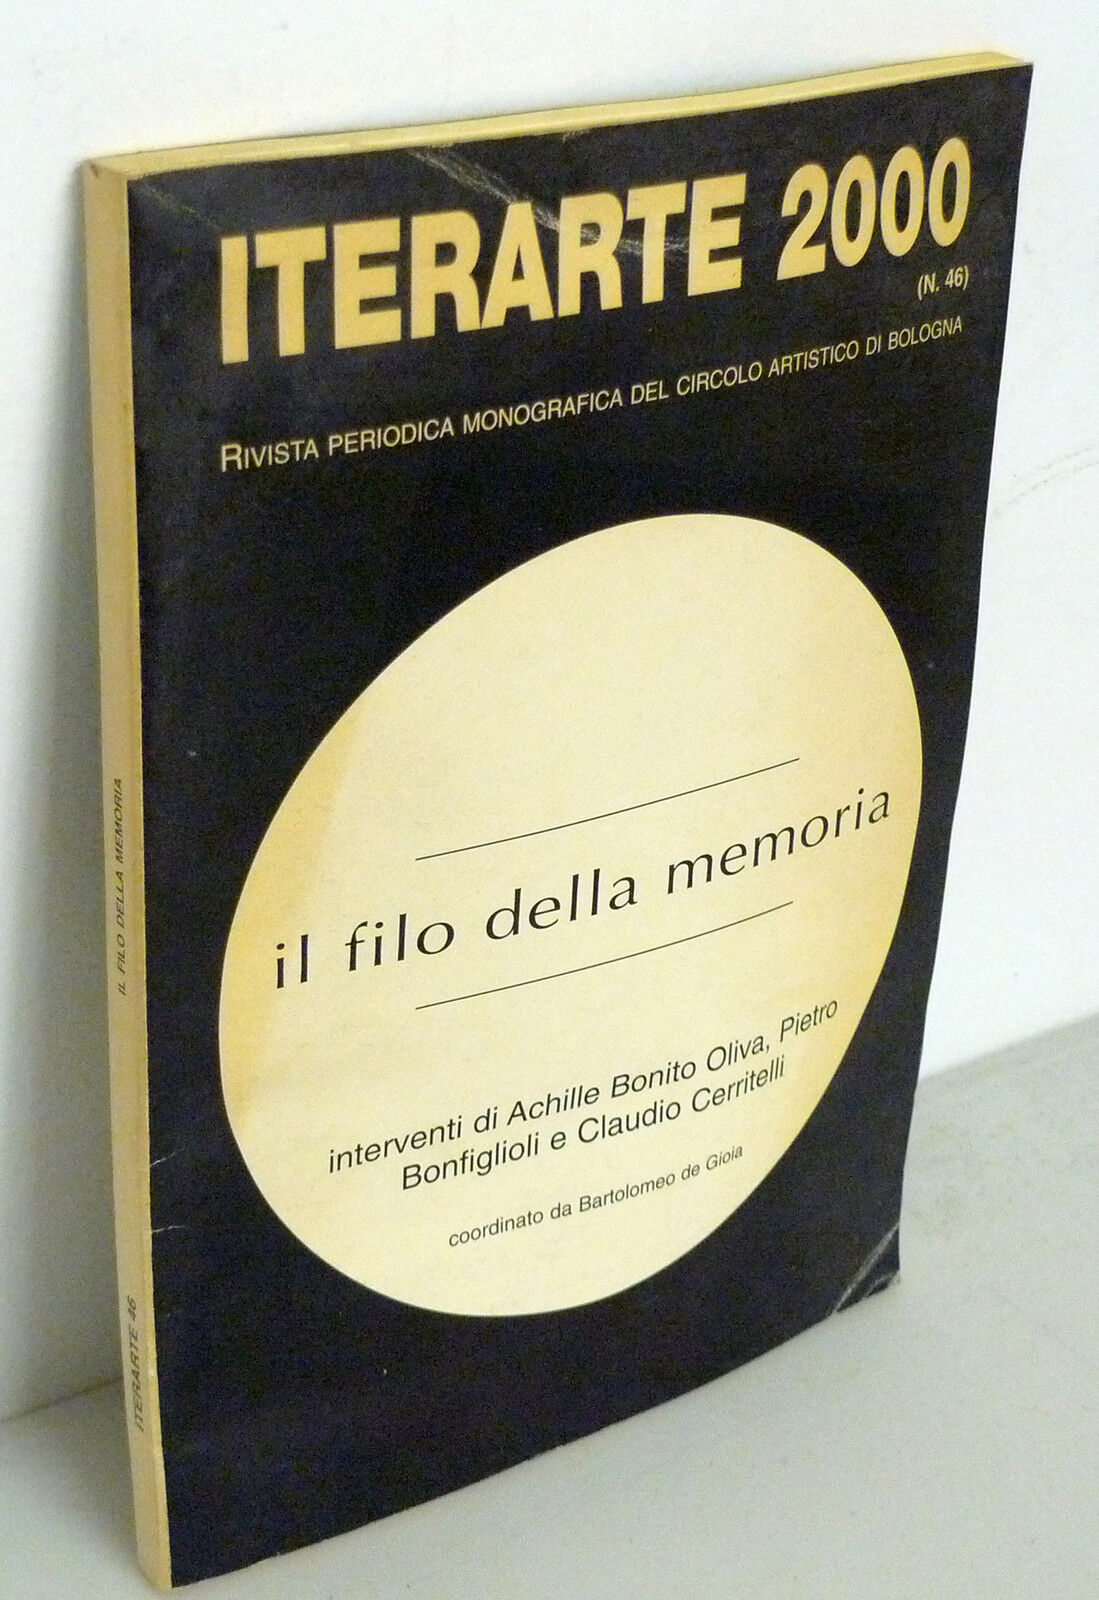 ITERARTE 2000
(N. 46)
RIVISTA PERIODICA MONOGRAFICA DEL CIRCOLO ARTISTICO DI BOLOGNA
il filo della memoria
interventi di Achille Bonito Oliva, Pietro
Bonfiglioli e Claudio Cerritelli
coordinato da Bartolomeo de Gioia
IL FILO DELLA MEMORIA
ITERARTE 46